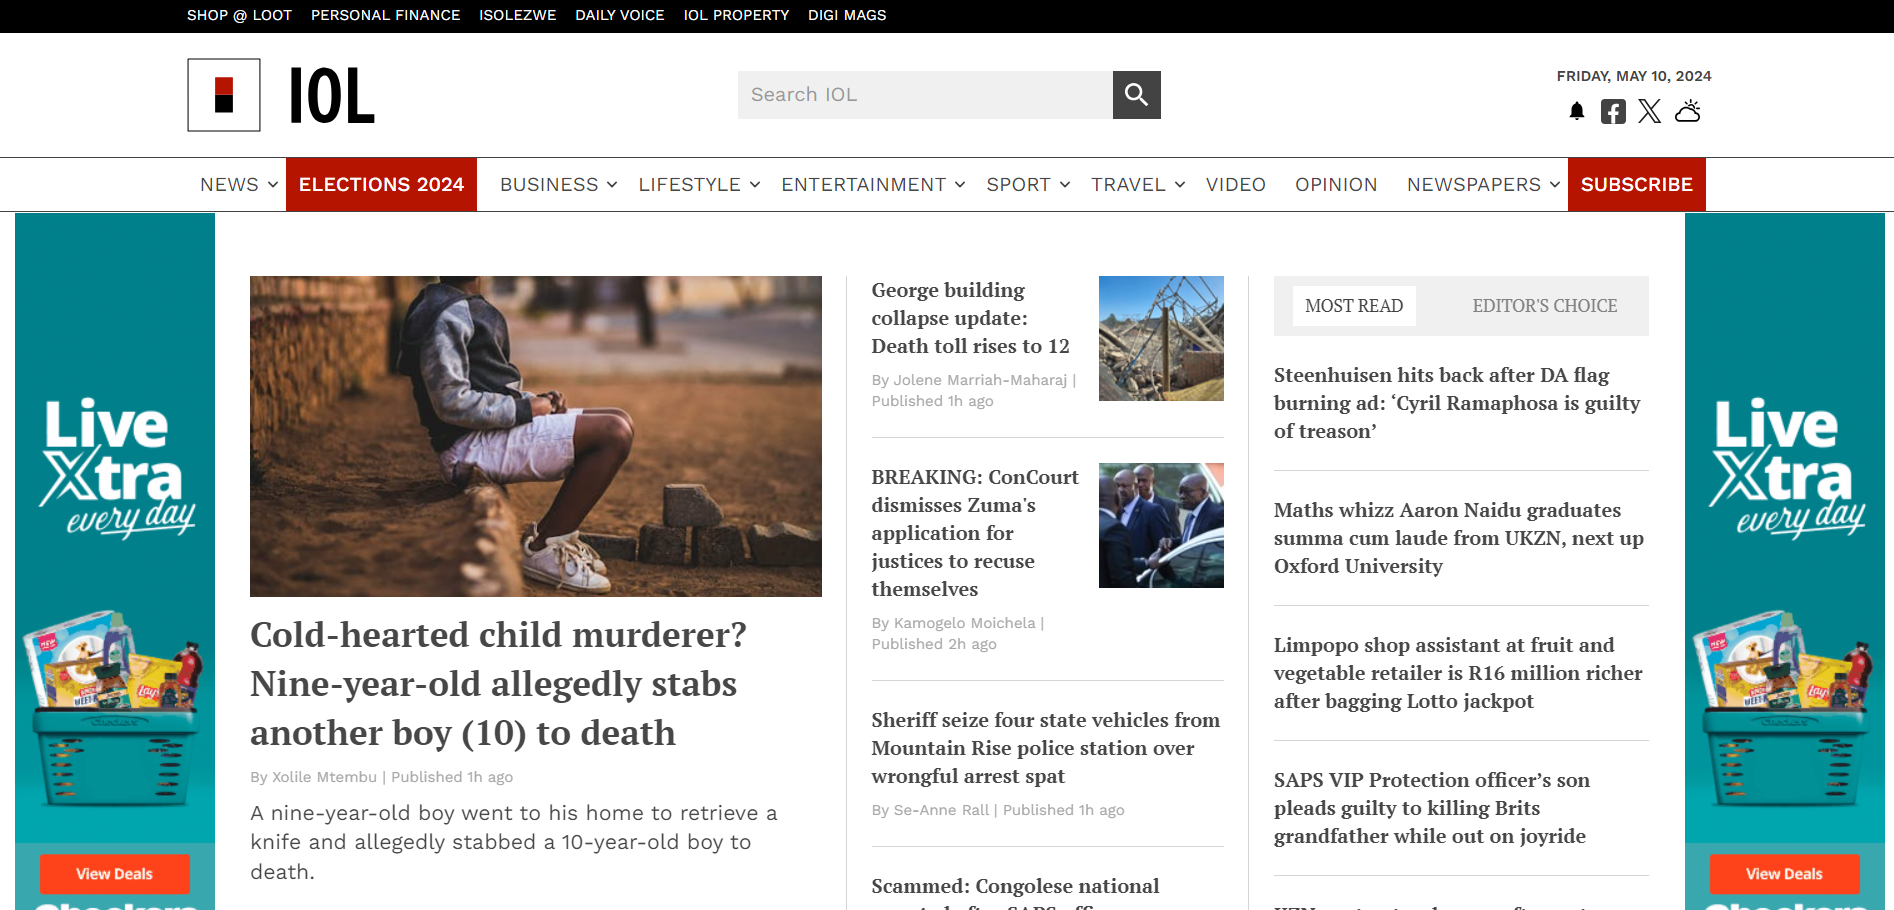 SHOP @ LOOT PERSONAL FINANCE ISOLEZWE DAILY VOICE IOL PROPERTY DIGI MAGS
IOL
Search IOL
FRIDAY, MAY 10, 2024
NEWS ELECTIONS 2024 BUSINESS LIFESTYLE ENTERTAINMENT SPORT TRAVEL VIDEO OPINION NEWSPAPERS SUBSCRIBE
Live
Xtra
every day
NEW
Lay's
Checkers
View Deals
Checkers
Cold-hearted child murderer?
Nine-year-old allegedly stabs
another boy (10) to death
By Xolile Mtembu | Published 1h ago
A nine-year-old boy went to his home to retrieve a
knife and allegedly stabbed a 10-year-old boy to
death.
George building
collapse update:
Death toll rises to 12
By Jolene Marriah-Maharaj |
Published 1h ago
BREAKING: ConCourt
dismisses Zuma's
application for
justices to recuse
themselves
By Kamogelo Moichela |
Published 2h ago
Sheriff seize four state vehicles from
Mountain Rise police station over
wrongful arrest spat
By Se-Anne Rall | Published 1h ago
Scammed: Congolese national
MOST READ EDITOR'S CHOICE
Steenhuisen hits back after DA flag
burning ad: ‘Cyril Ramaphosa is guilty
of treason’
Maths whizz Aaron Naidu graduates
summa cum laude from UKZN, next up
Oxford University
Limpopo shop assistant at fruit and
vegetable retailer is R16 million richer
after bagging Lotto jackpot
SAPS VIP Protection officer’s son
pleads guilty to killing Brits
grandfather while out on joyride
Live
Xtra
every day
NEW
Lay's
Checkers
View Deals
Checkers